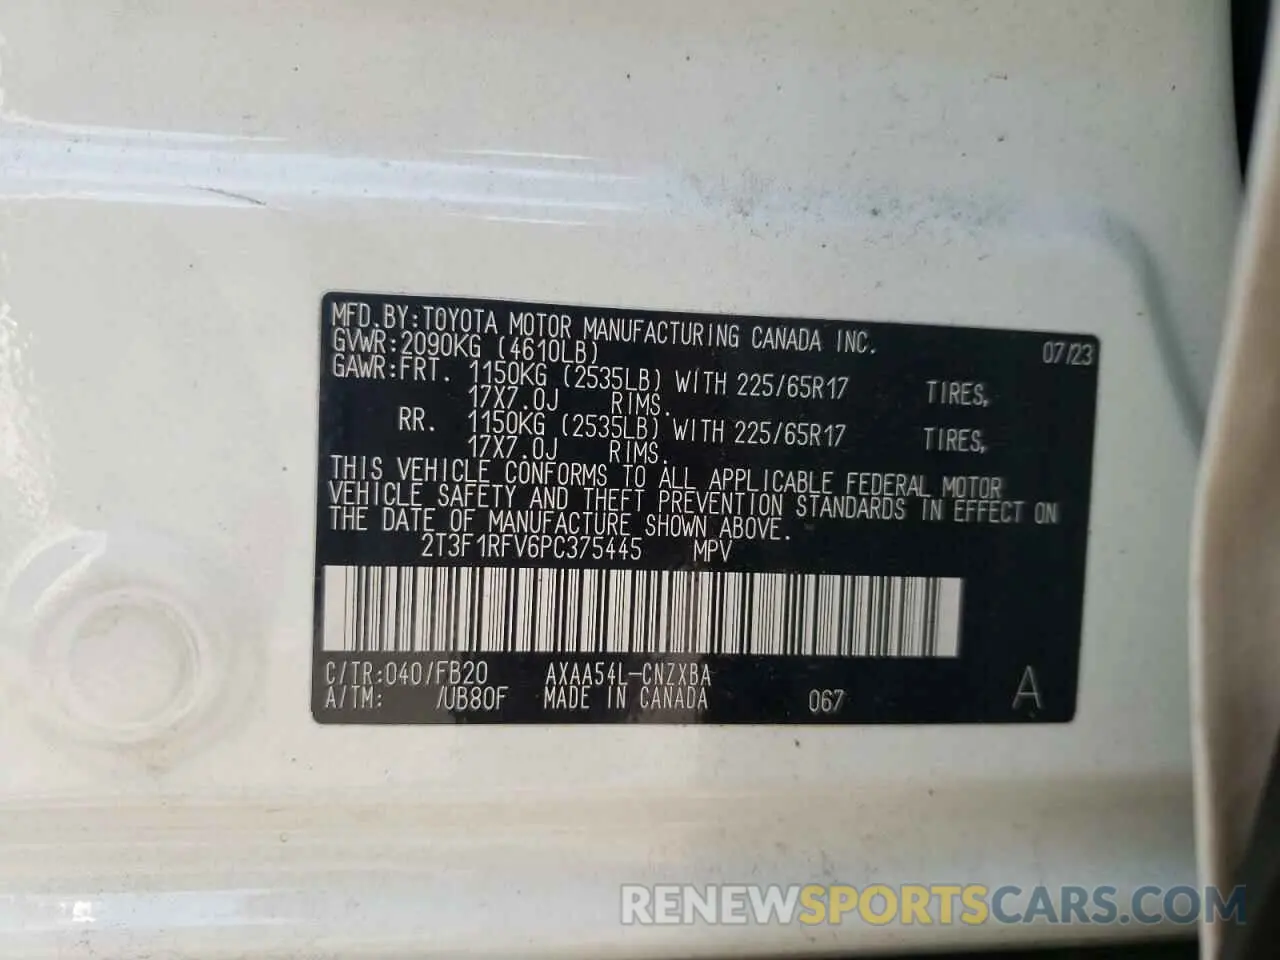 MFD.BY:TOYOTA MOTOR MANUFACTURING CANADA INC. 07/23
GVWR:2090KG (4610LB)
GAWR:FRT. 1150KG (2535LB) WITH 225/65R17 TIRES,
17X7.0J RIMS.
RR. 1150KG (2535LB) WITH 225/65R17 TIRES,
17X7.0J RIMS.
THIS VEHICLE CONFORMS TO ALL APPLICABLE FEDERAL MOTOR
VEHICLE SAFETY AND THEFT PREVENTION STANDARDS IN EFFECT ON
THE DATE OF MANUFACTURE SHOWN ABOVE.
2T3F1RFV6PC375445 MPV
C/TR:040/FB20 AXAA54L-CNZXBA
A/TM: /UB80F MADE IN CANADA 067 A
RENEWSPORTSCARS.COM